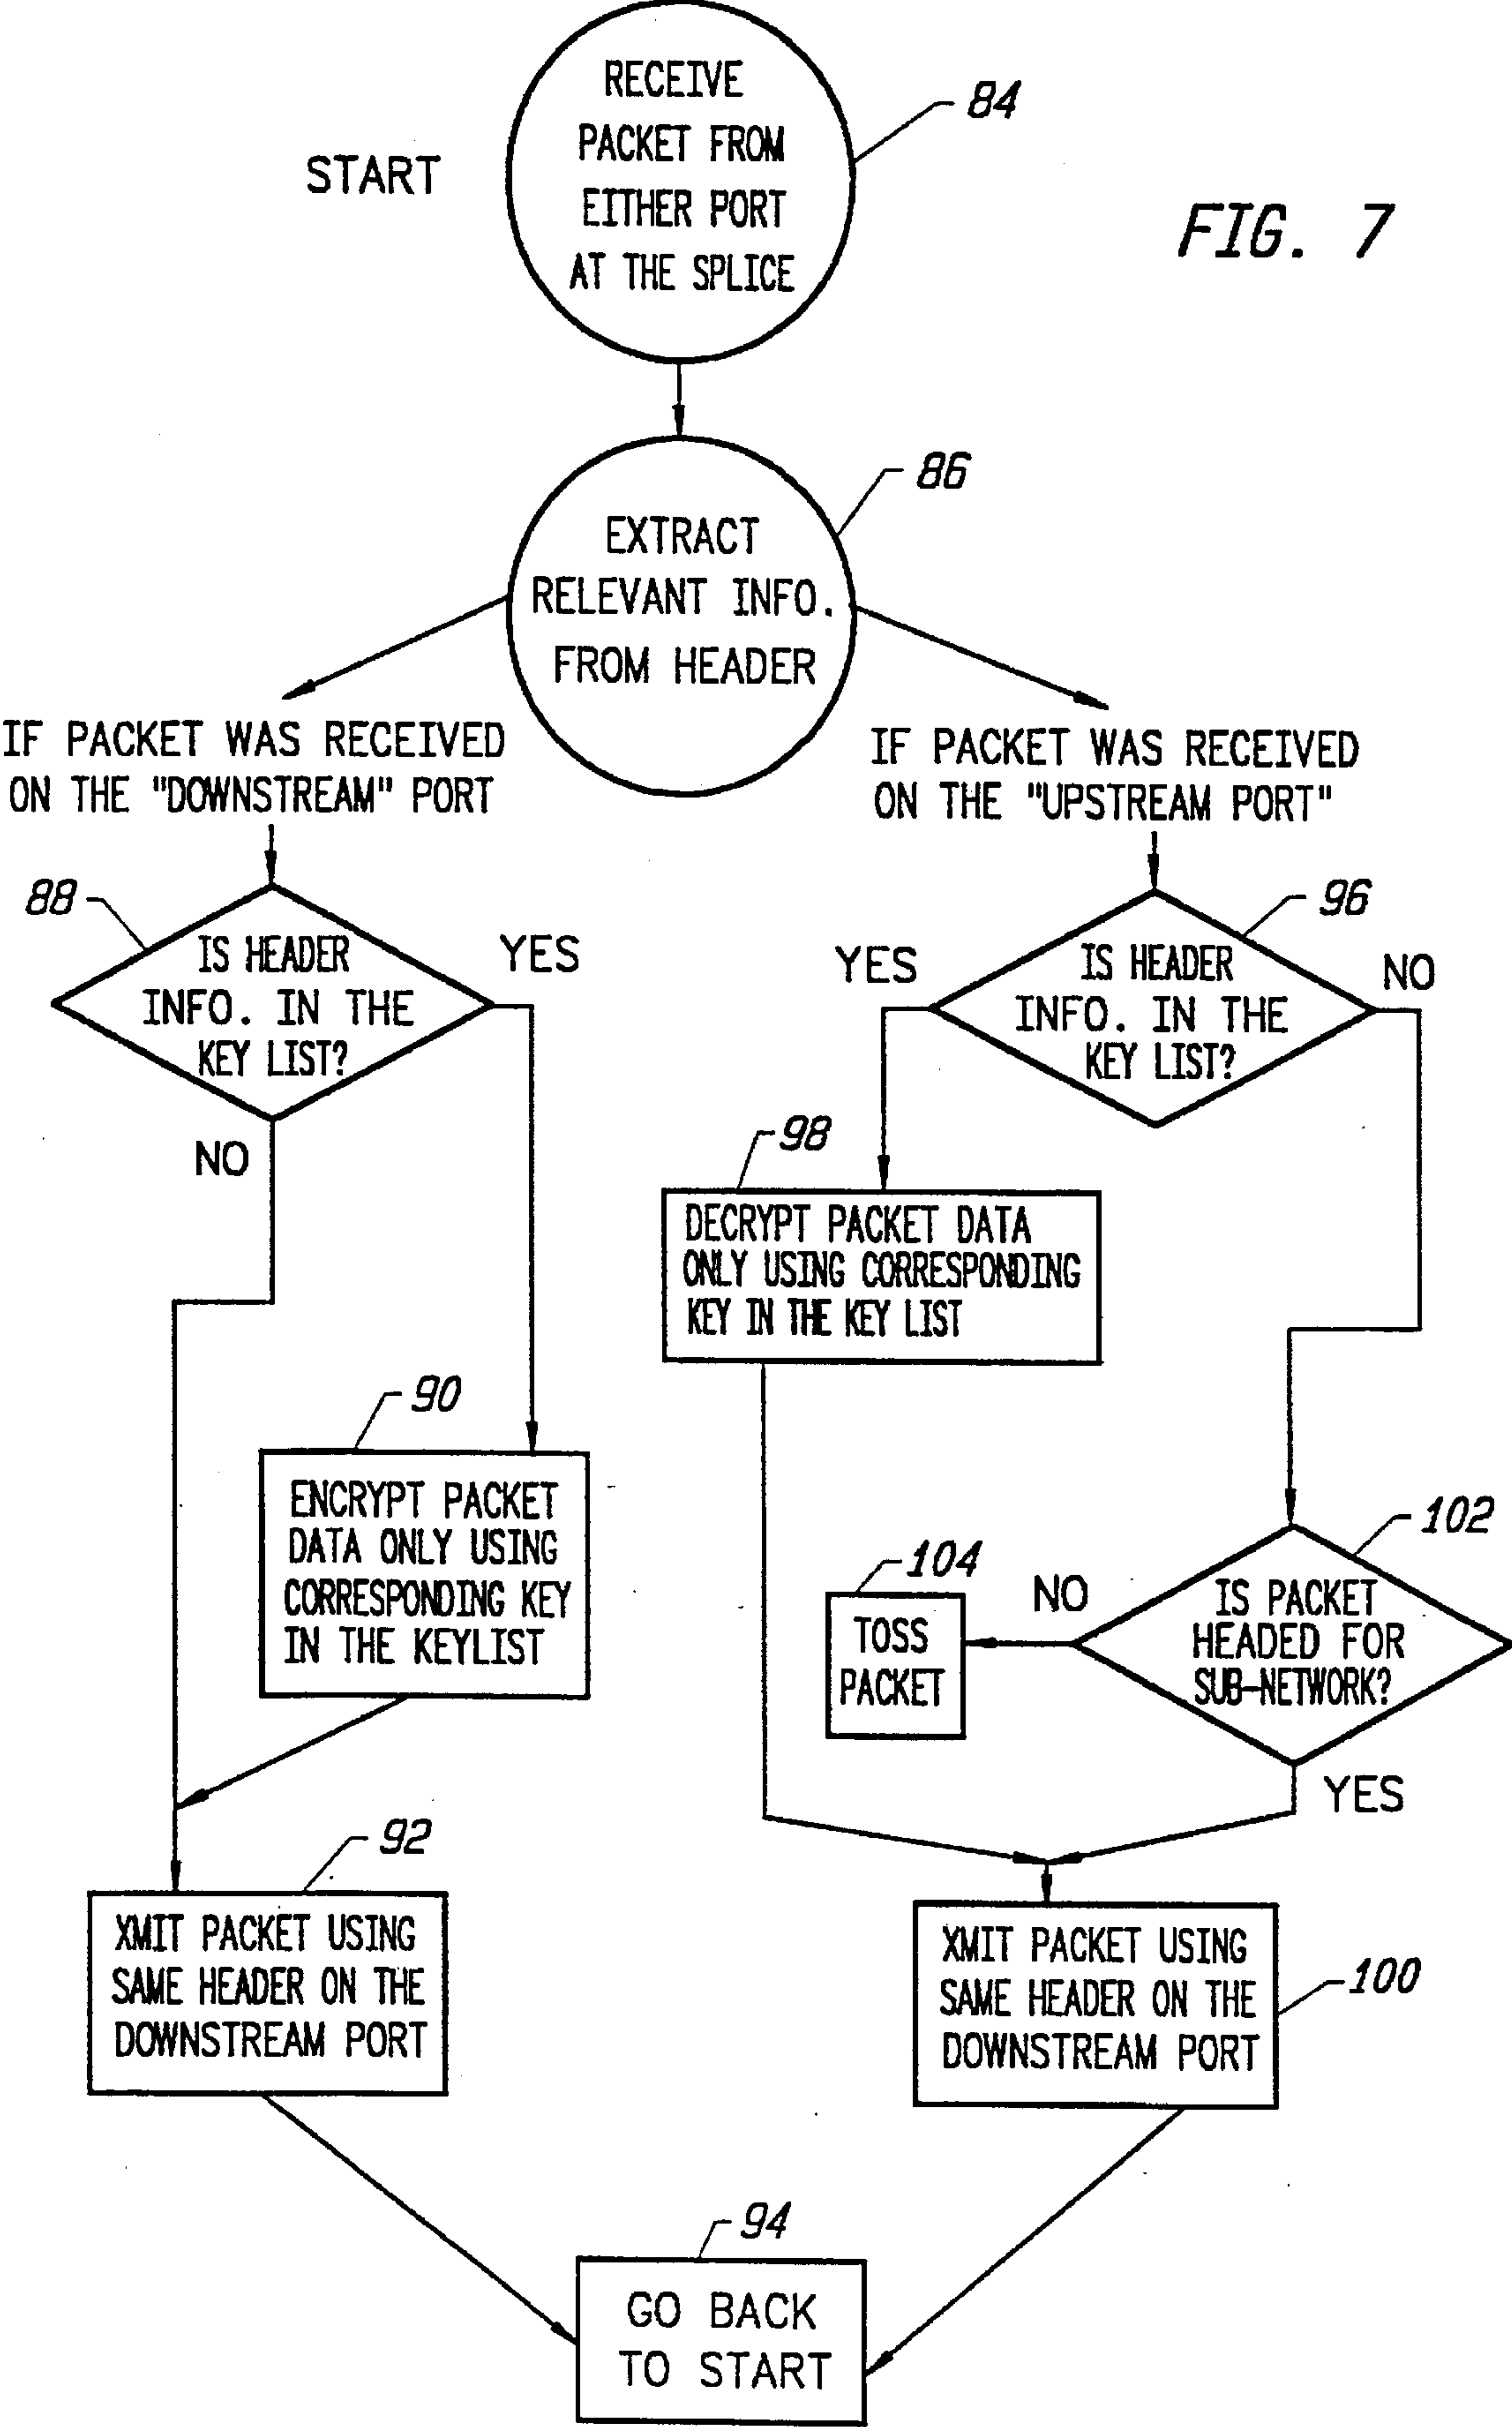 RECEIVE
PACKET FROM
EITHER PORT
AT THE SPLICE
84
START
FIG. 7
86
EXTRACT
RELEVANT INFO.
FROM HEADER
IF PACKET WAS RECEIVED
ON THE "DOWNSTREAM" PORT
IF PACKET WAS RECEIVED
ON THE "UPSTREAM PORT"
88
IS HEADER
INFO. IN THE
KEY LIST?
YES
NO
96
YES
IS HEADER
INFO. IN THE
KEY LIST?
NO
98
DECRYPT PACKET DATA
ONLY USING CORRESPONDING
KEY IN THE KEY LIST
90
ENCRYPT PACKET
DATA ONLY USING
CORRESPONDING KEY
IN THE KEYLIST
102
104
NO
IS PACKET
HEADED FOR
SUB-NETWORK?
TOSS
PACKET
YES
92
XMIT PACKET USING
SAME HEADER ON THE
DOWNSTREAM PORT
XMIT PACKET USING
SAME HEADER ON THE
DOWNSTREAM PORT
100
94
GO BACK
TO START